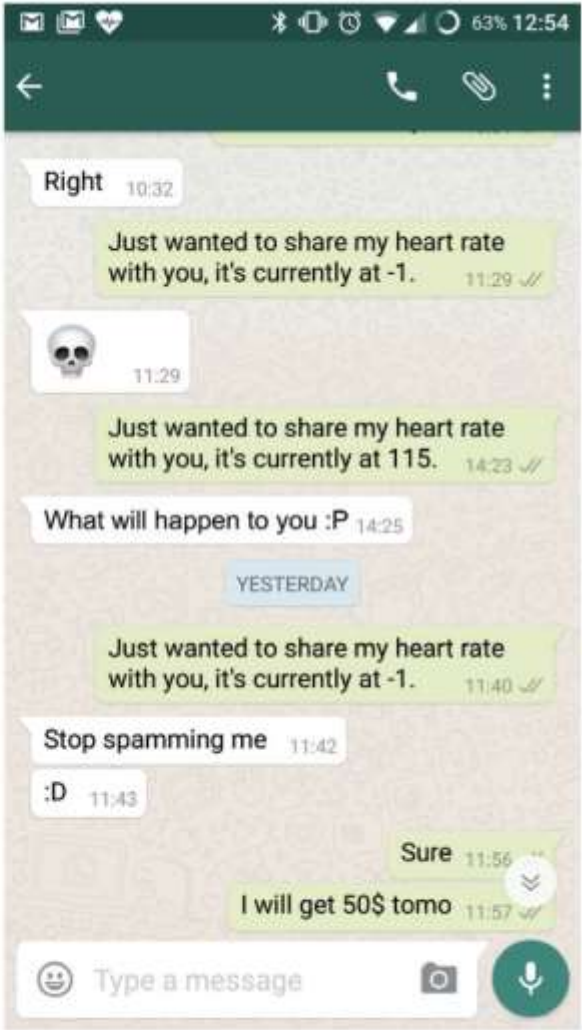 63% 12:54
Right 10:32
Just wanted to share my heart rate
with you, it's currently at -1. 11:29
11:29
Just wanted to share my heart rate
with you, it's currently at 115. 14:23
What will happen to you :P 14:25
YESTERDAY
Just wanted to share my heart rate
with you, it's currently at -1. 11:40
Stop spamming me 11:42
:D 11:43
Sure 11:56
I will get 50$ tomo 11:57
Type a message